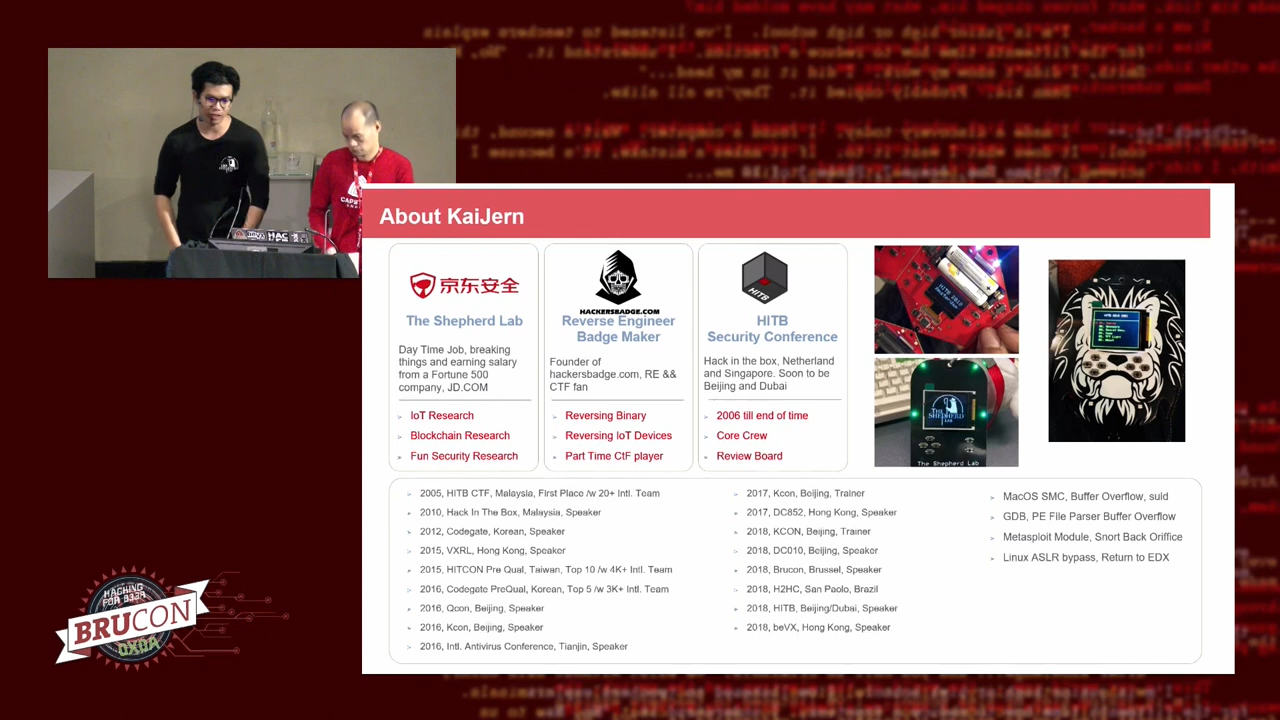 About KaiJern
京东安全
The Shepherd Lab
Day Time Job, breaking
things and earning salary
from a Fortune 500
company, JD.COM
IoT Research
Blockchain Research
Fun Security Research
HACKERSBADGE.COM
Reverse Engineer
Badge Maker
Founder of
hackersbadge.com, RE &&
CTF fan
Reversing Binary
Reversing IoT Devices
Part Time CtF player
HITB
HITB
Security Conference
Hack in the box, Netherland
and Singapore. Soon to be
Beijing and Dubai
2006 till end of time
Core Crew
Review Board
THE
SHEPHERD
LAB
The Shepherd Lab
2005, HITB CTF, Malaysia, First Place /w 20+ Intl. Team
2010, Hack In The Box, Malaysia, Speaker
2012, Codegate, Korean, Speaker
2015, VXRL, Hong Kong, Speaker
2015, HITCON Pre Qual, Taiwan, Top 10 /w 4K+ Intl. Team
2016, Codegate PreQual, Korean, Top 5 /w 3K+ Intl. Team
2016, Qcon, Beijing, Speaker
2016, Kcon, Beijing, Speaker
2016, Intl. Antivirus Conference, Tianjin, Speaker
2017, Kcon, Beijing, Trainer
2017, DC852, Hong Kong, Speaker
2018, KCON, Beijing, Trainer
2018, DC010, Beijing, Speaker
2018, Brucon, Brussel, Speaker
2018, H2HC, San Paolo, Brazil
2018, HITB, Beijing/Dubai, Speaker
2018, beVX, Hong Kong, Speaker
MacOS SMC, Buffer Overflow, suid
GDB, PE File Parser Buffer Overflow
Metasploit Module, Snort Back Oriffice
Linux ASLR bypass, Return to EDX
HACKING
FOR B33R
BRUCON
0X0A